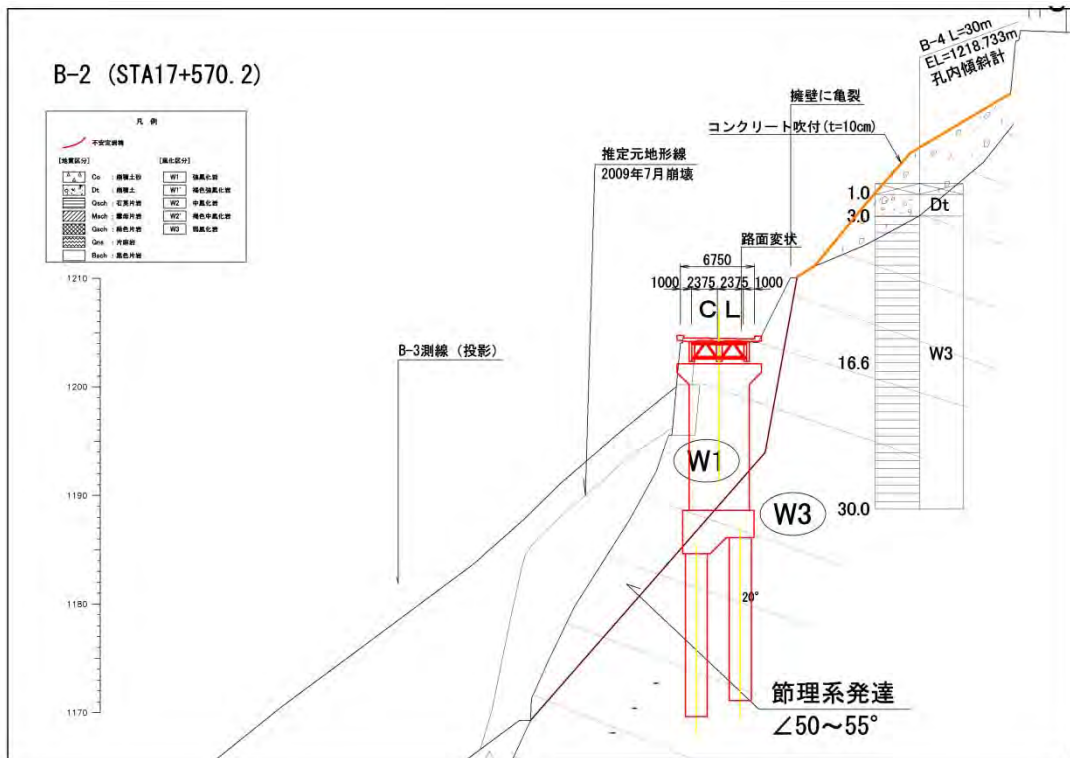 B-2 (STA17+570.2)
凡 例
不安定領域
[地質区分]
[風化区分]
Co : 崩積土砂
W1 強風化岩
Dt : 崩積土
W1' 褐色強風化岩
Qsch : 石英片岩
W2 中風化岩
Msch : 雲母片岩
W2' 褐色中風化岩
Gsch : 緑色片岩
W3 弱風化岩
Gns : 片麻岩
Bsch : 黒色片岩
B-4 L=30m
EL=1218.733m
孔内傾斜計
擁壁に亀裂
コンクリート吹付(t=10cm)
推定元地形線
2009年7月崩壊
1.0
Dt
3.0
路面変状
6750
1000 2375 2375 1000
C L
1210
B-3測線 (投影)
16.6
W3
1200
W1
1190
30.0
W3
1180
20°
節理系発達
∠50~55°
1170